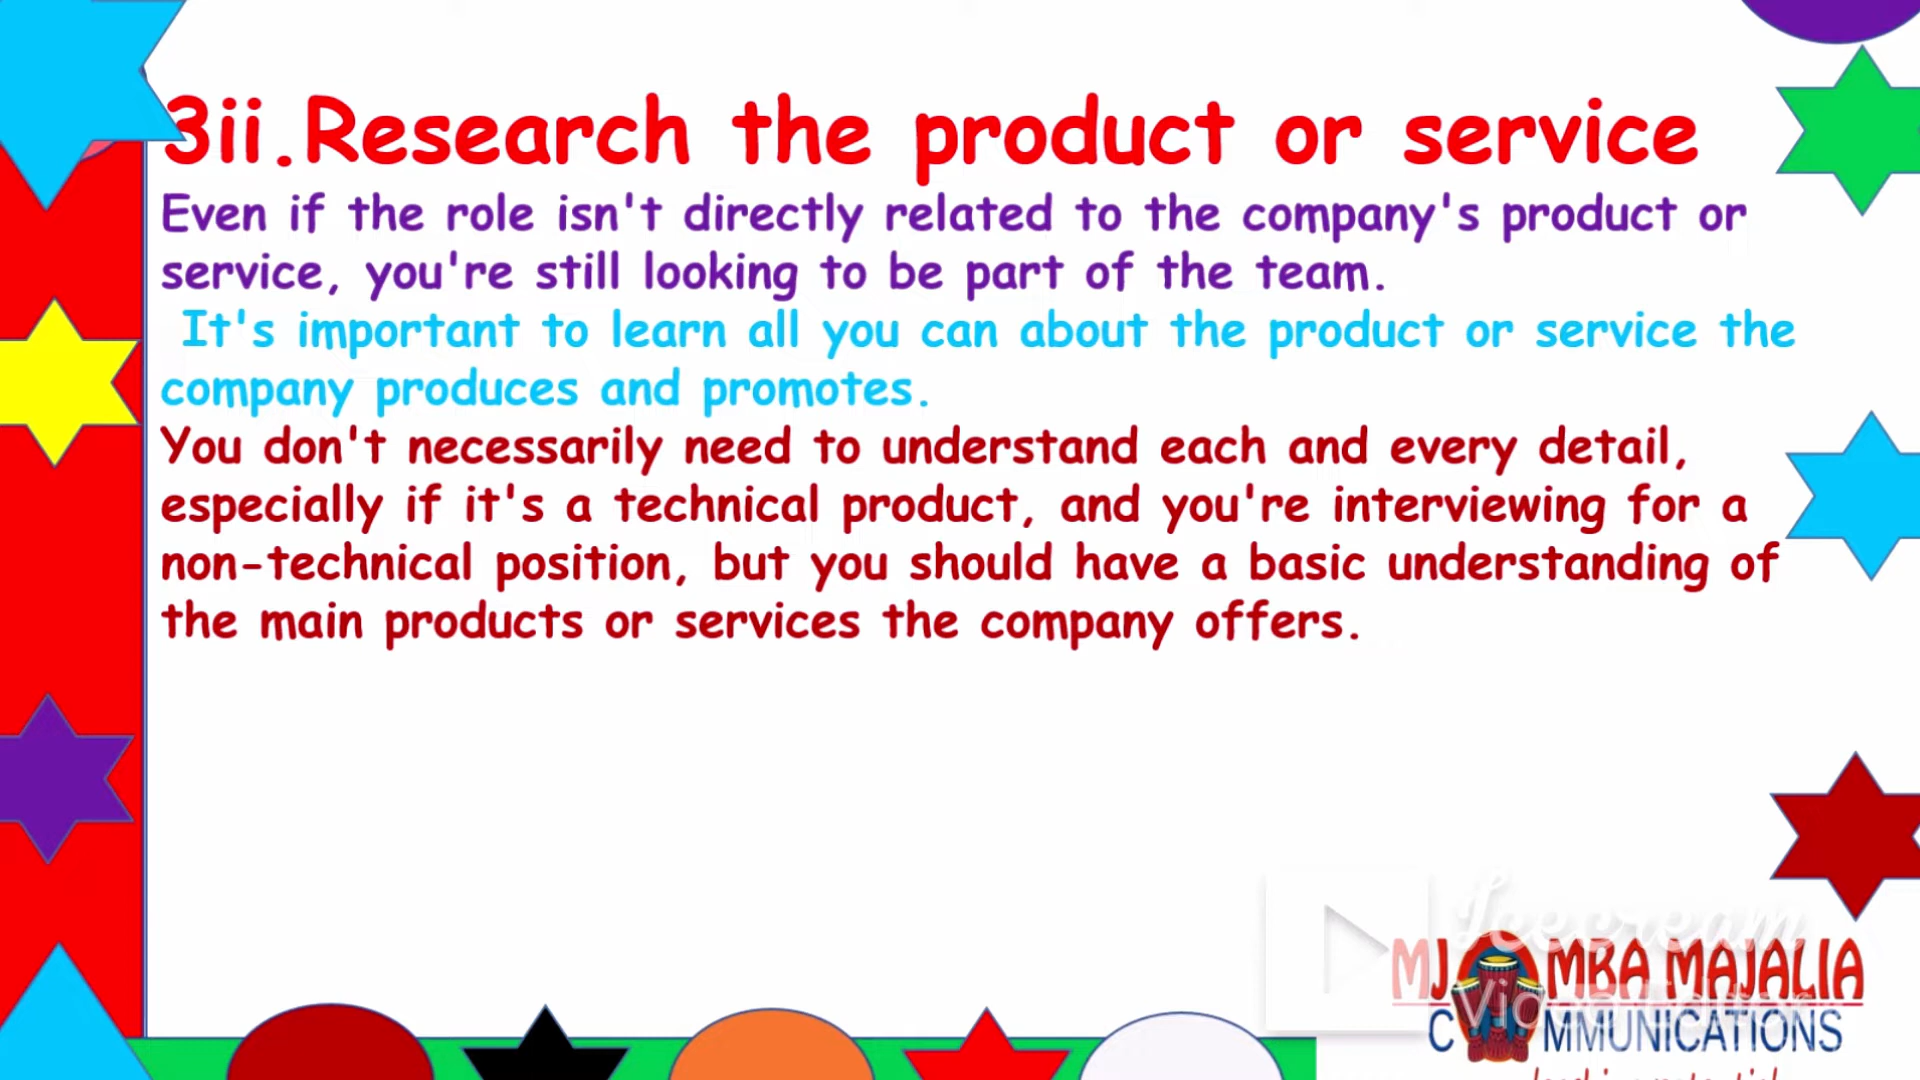 3ii.Research the product or service
Even if the role isn't directly related to the company's product or
service, you're still looking to be part of the team.
It's important to learn all you can about the product or service the
company produces and promotes.
You don't necessarily need to understand each and every detail,
especially if it's a technical product, and you're interviewing for a
non-technical position, but you should have a basic understanding of
the main products or services the company offers.
Icecream
MJOMBA MAJALIA
Video Editor
COMMUNICATIONS